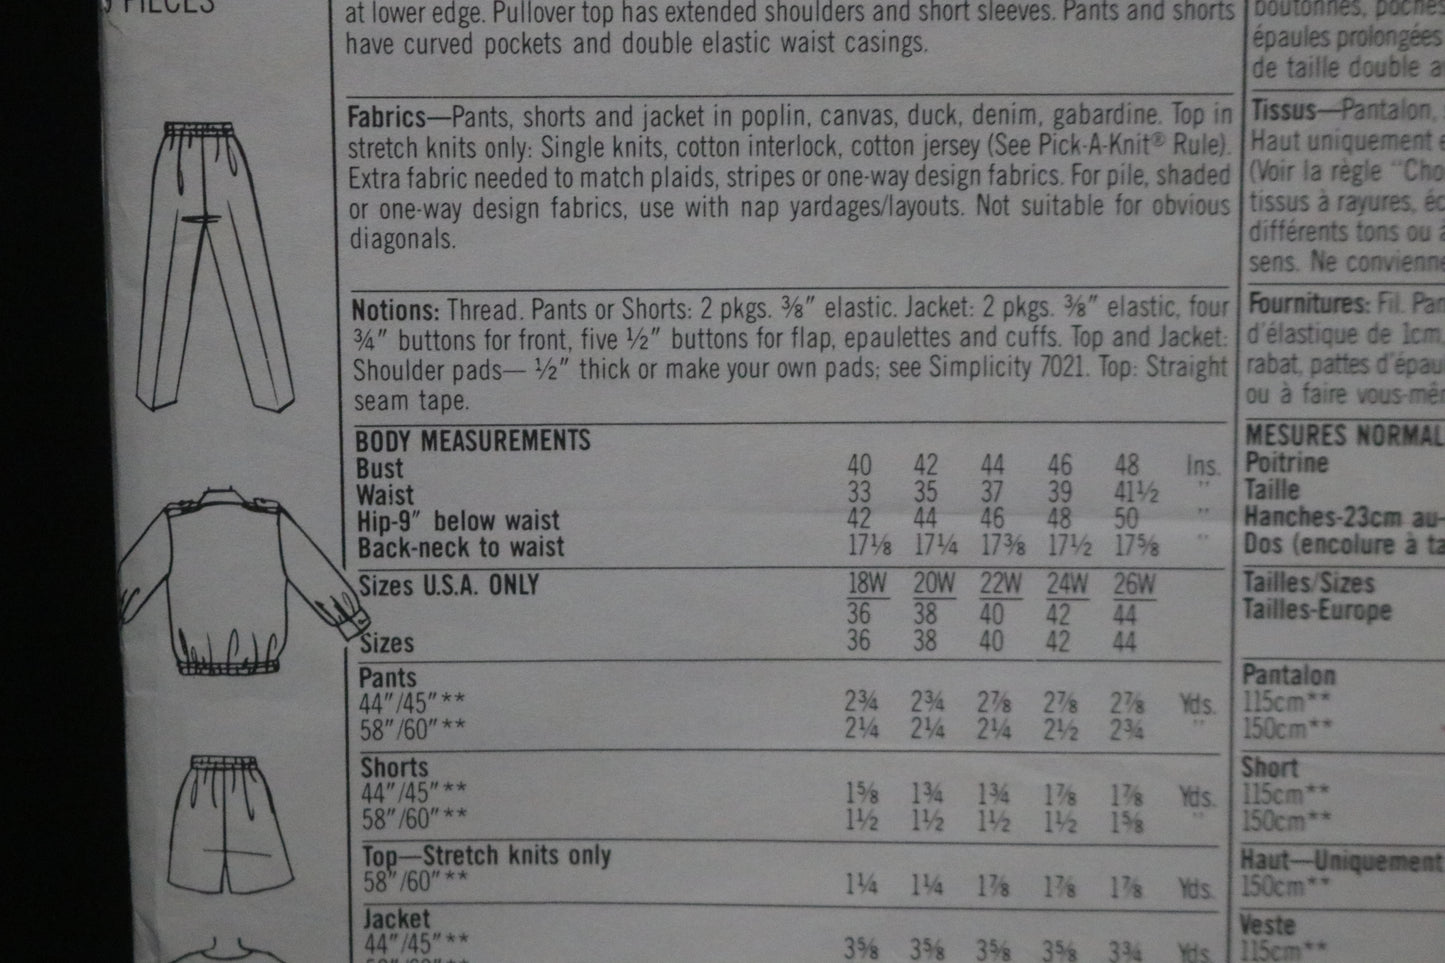 PIECES
at lower edge. Pullover top has extended shoulders and short sleeves. Pants and shorts
have curved pockets and double elastic waist casings.
Fabrics—Pants, shorts and jacket in poplin, canvas, duck, denim, gabardine. Top in
stretch knits only: Single knits, cotton interlock, cotton jersey (See Pick-A-Knit® Rule).
Extra fabric needed to match plaids, stripes or one-way design fabrics. For pile, shaded
or one-way design fabrics, use with nap yardages/layouts. Not suitable for obvious
diagonals.
Notions: Thread. Pants or Shorts: 2 pkgs. ⅜″ elastic. Jacket: 2 pkgs. ⅜″ elastic, four
¾″ buttons for front, five ½″ buttons for flap, epaulettes and cuffs. Top and Jacket:
Shoulder pads— ½″ thick or make your own pads; see Simplicity 7021. Top: Straight
seam tape.
BODY MEASUREMENTS
Bust 40 42 44 46 48 Ins.
Waist 33 35 37 39 41½ ″
Hip-9″ below waist 42 44 46 48 50 ″
Back-neck to waist 17⅛ 17¼ 17⅜ 17½ 17⅝ ″
Sizes U.S.A. ONLY 18W 20W 22W 24W 26W
36 38 40 42 44
Sizes 36 38 40 42 44
Pants
44″/45″** 2¾ 2¾ 2⅞ 2⅞ 2⅞ Yds.
58″/60″** 2¼ 2¼ 2¼ 2½ 2¾ ″
Shorts
44″/45″** 1⅝ 1¾ 1¾ 1⅞ 1⅞ Yds.
58″/60″** 1½ 1½ 1½ 1½ 1⅝ ″
Top—Stretch knits only
58″/60″** 1¼ 1¼ 1⅞ 1⅞ 1⅞ Yds.
Jacket
44″/45″** 3⅝ 3⅝ 3⅝ 3⅝ 3¾ Yds.
boutonnés, poches
épaules prolongées
de taille double
Tissus—Pantalon,
Haut uniquement
(Voir la règle "Cho
tissus à rayures,
différents tons ou
sens. Ne convienne
Fournitures: Fil. Pan
d'élastique de 1cm,
rabat, pattes d'épau
ou à faire vous-mê
MESURES NORMAL
Poitrine
Taille
Hanches-23cm au-
Dos (encolure à ta
Tailles/Sizes
Tailles-Europe
Pantalon
115cm**
150cm**
Short
115cm**
150cm**
Haut—Uniquement
150cm**
Veste
115cm**